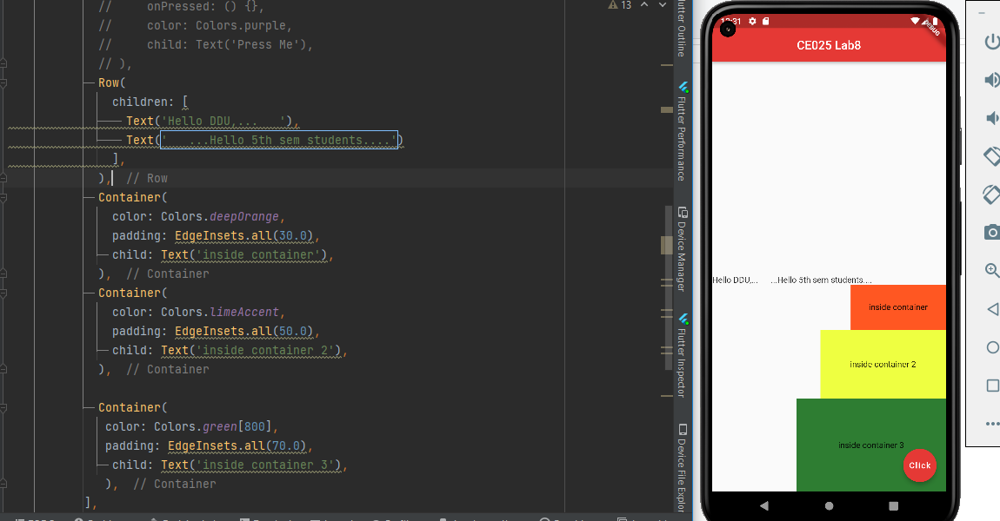 //     onPressed: () {},
//     color: Colors.purple,
//     child: Text('Press Me'),
// ),
Row(
children: [
Text('Hello DDU,...   '),
Text('   ...Hello 5th sem students....')
],
), // Row
Container(
color: Colors.deepOrange,
padding: EdgeInsets.all(30.0),
child: Text('inside container'),
), // Container
Container(
color: Colors.limeAccent,
padding: EdgeInsets.all(50.0),
child: Text('inside container 2'),
), // Container
Container(
color: Colors.green[800],
padding: EdgeInsets.all(70.0),
child: Text('inside container 3'),
), // Container
],
13
Flutter Outline
Flutter Performance
Device Manager
Flutter Inspector
Device File Explor
DEBUG
CE025 Lab8
Hello DDU,...   ...Hello 5th sem students....
inside container
inside container 2
inside container 3
Click